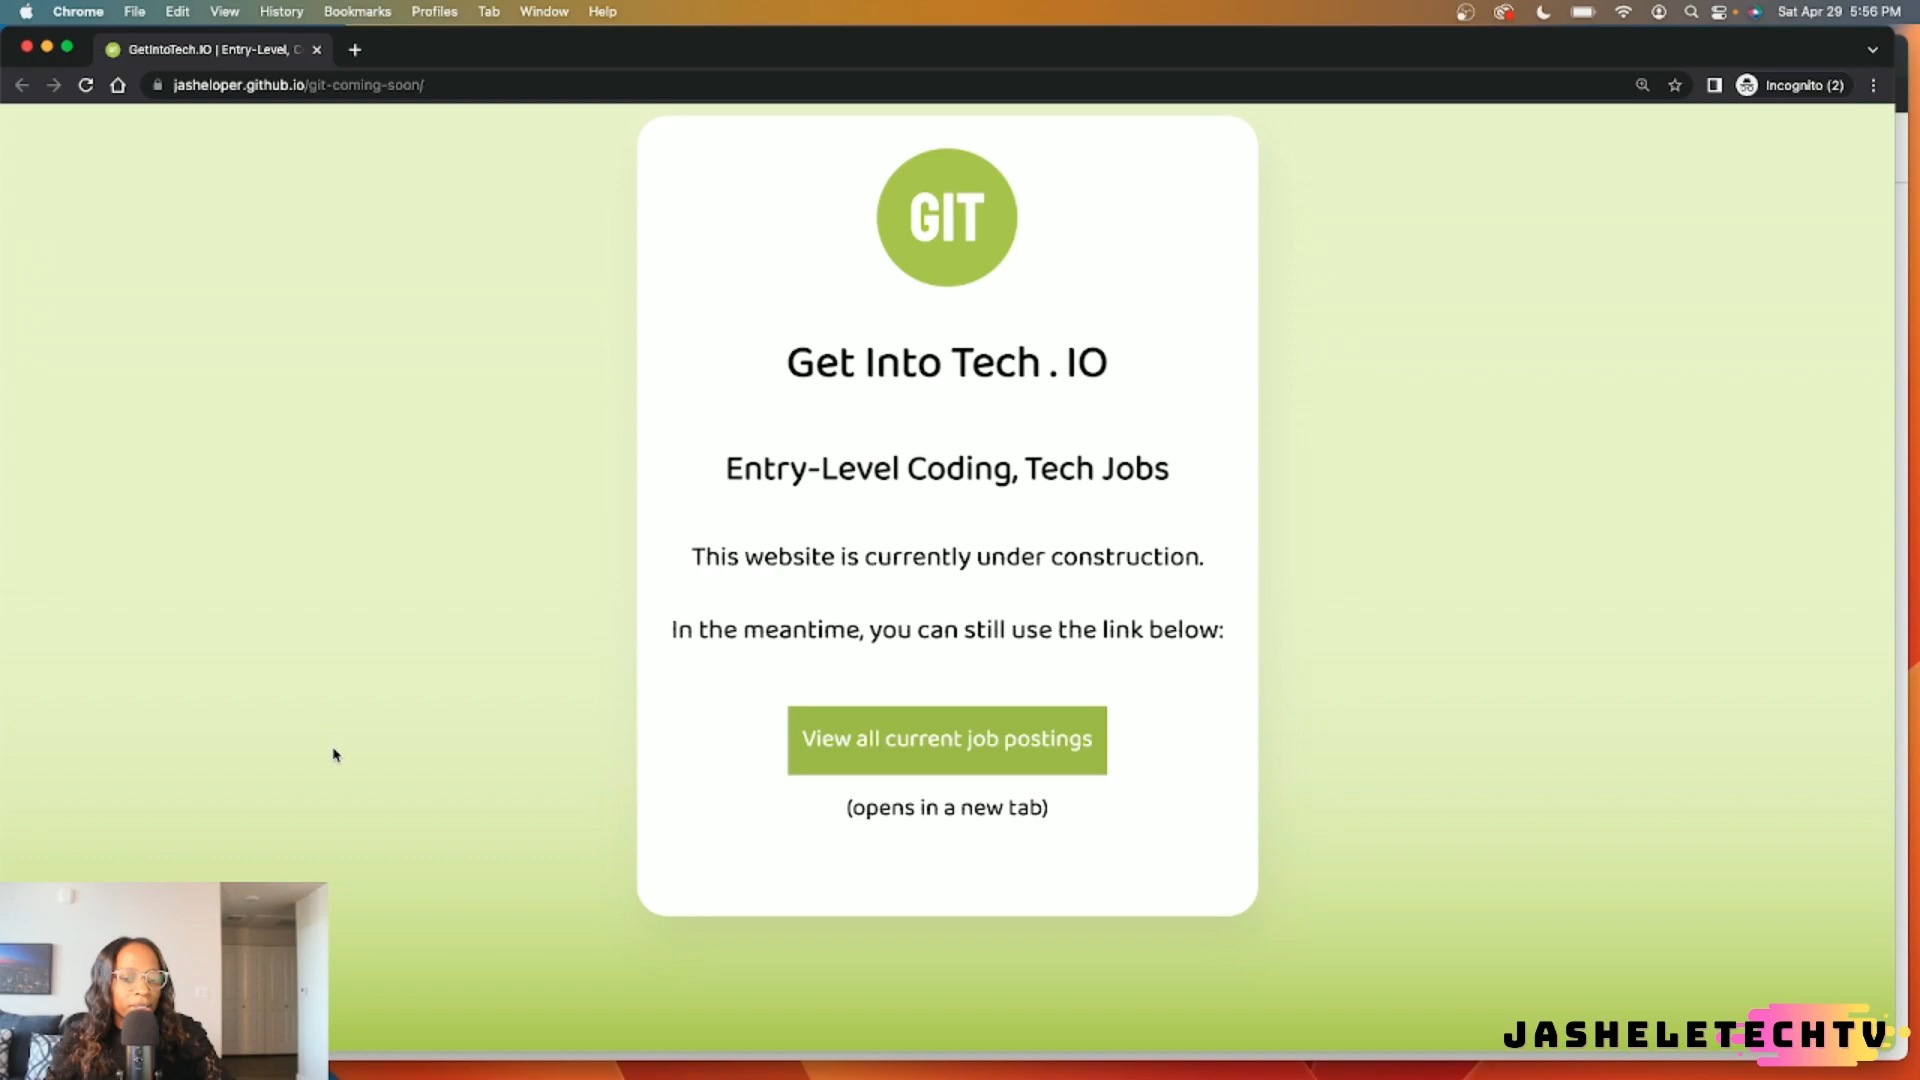 Chrome File Edit View History Bookmarks Profiles Tab Window Help Sat Apr 29 5:56 PM
GetIntoTech.IO | Entry-Level, C
jasheloper.github.io/git-coming-soon/ Incognito (2)
GIT
Get Into Tech . IO
Entry-Level Coding, Tech Jobs
This website is currently under construction.
In the meantime, you can still use the link below:
View all current job postings
(opens in a new tab)
JASHELETECHTV